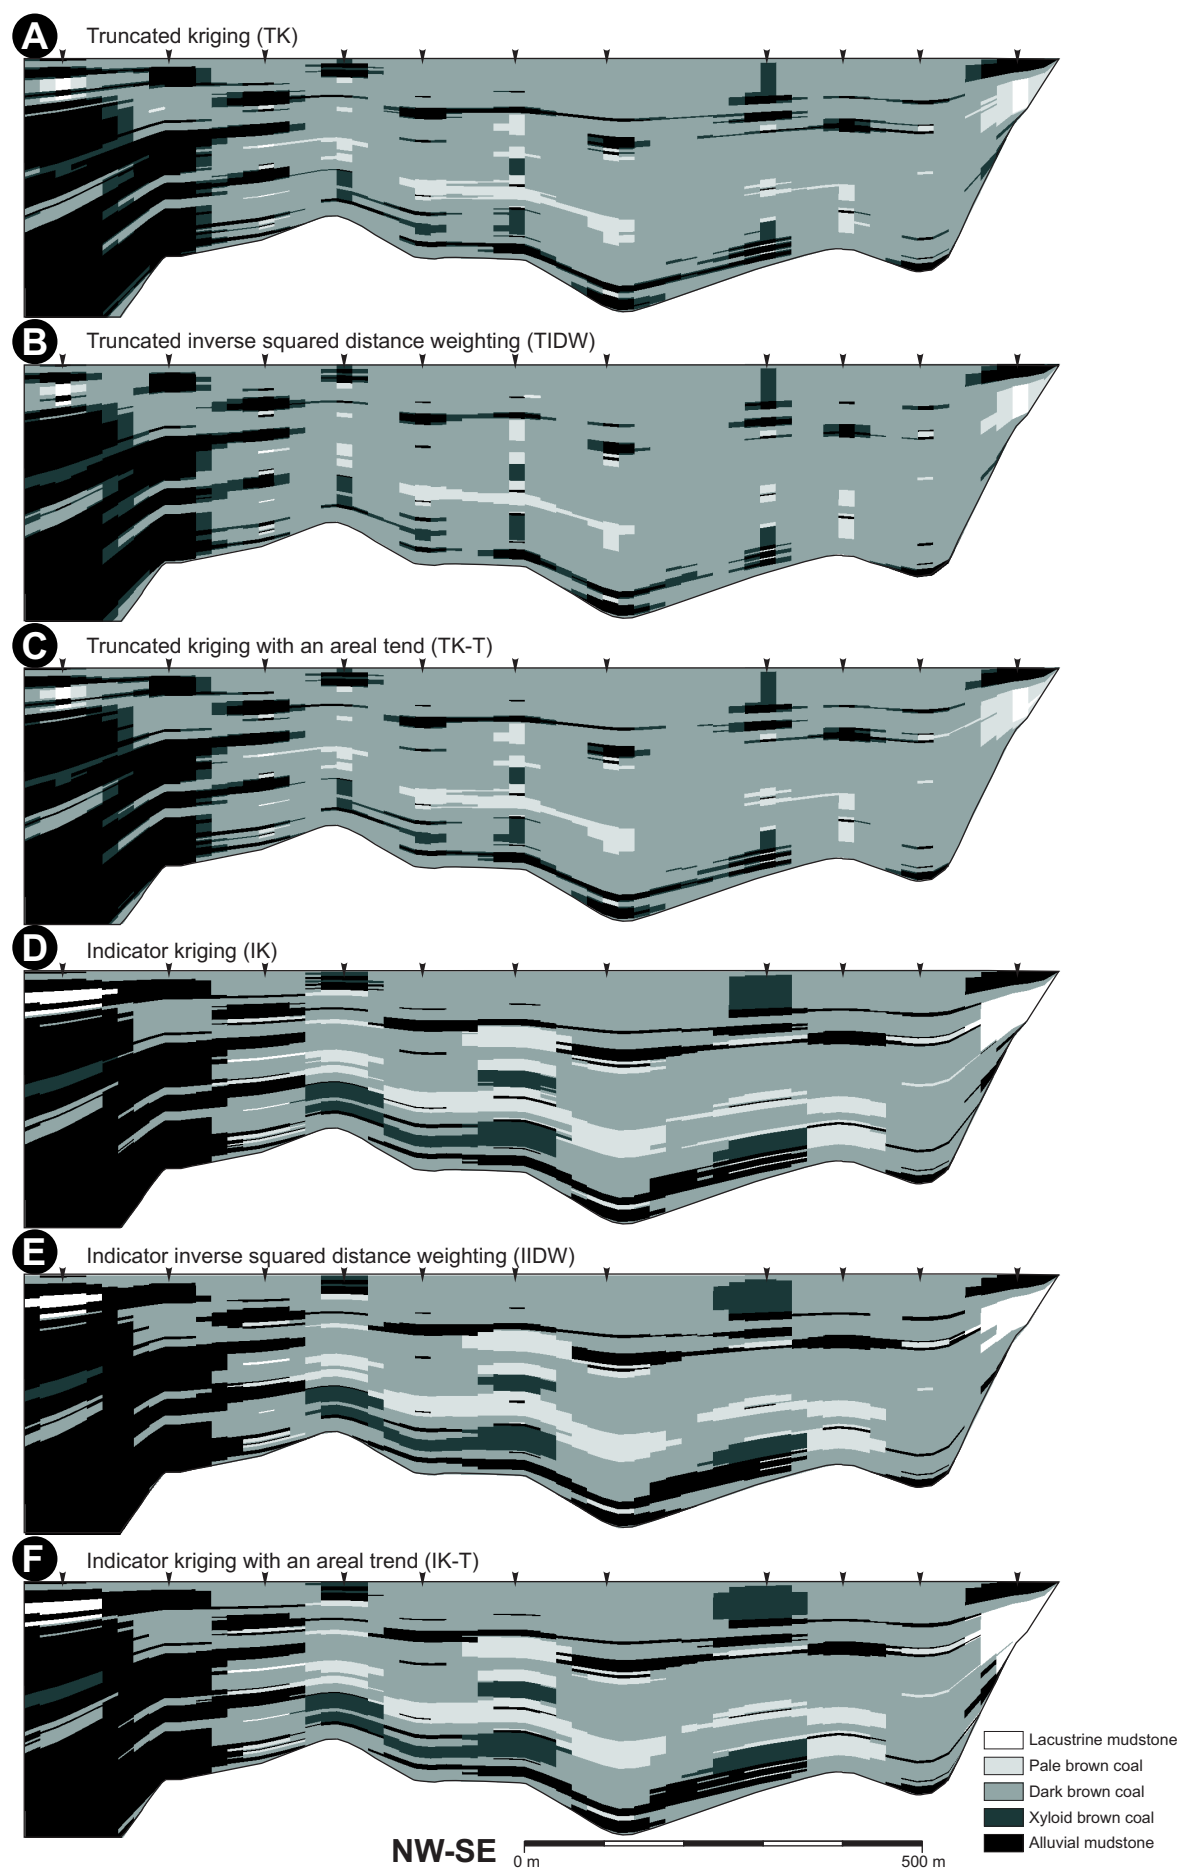 A Truncated kriging (TK)
B Truncated inverse squared distance weighting (TIDW)
C Truncated kriging with an areal tend (TK-T)
D Indicator kriging (IK)
E Indicator inverse squared distance weighting (IIDW)
F Indicator kriging with an areal trend (IK-T)
Lacustrine mudstone
Pale brown coal
Dark brown coal
Xyloid brown coal
Alluvial mudstone
NW-SE
0 m 500 m